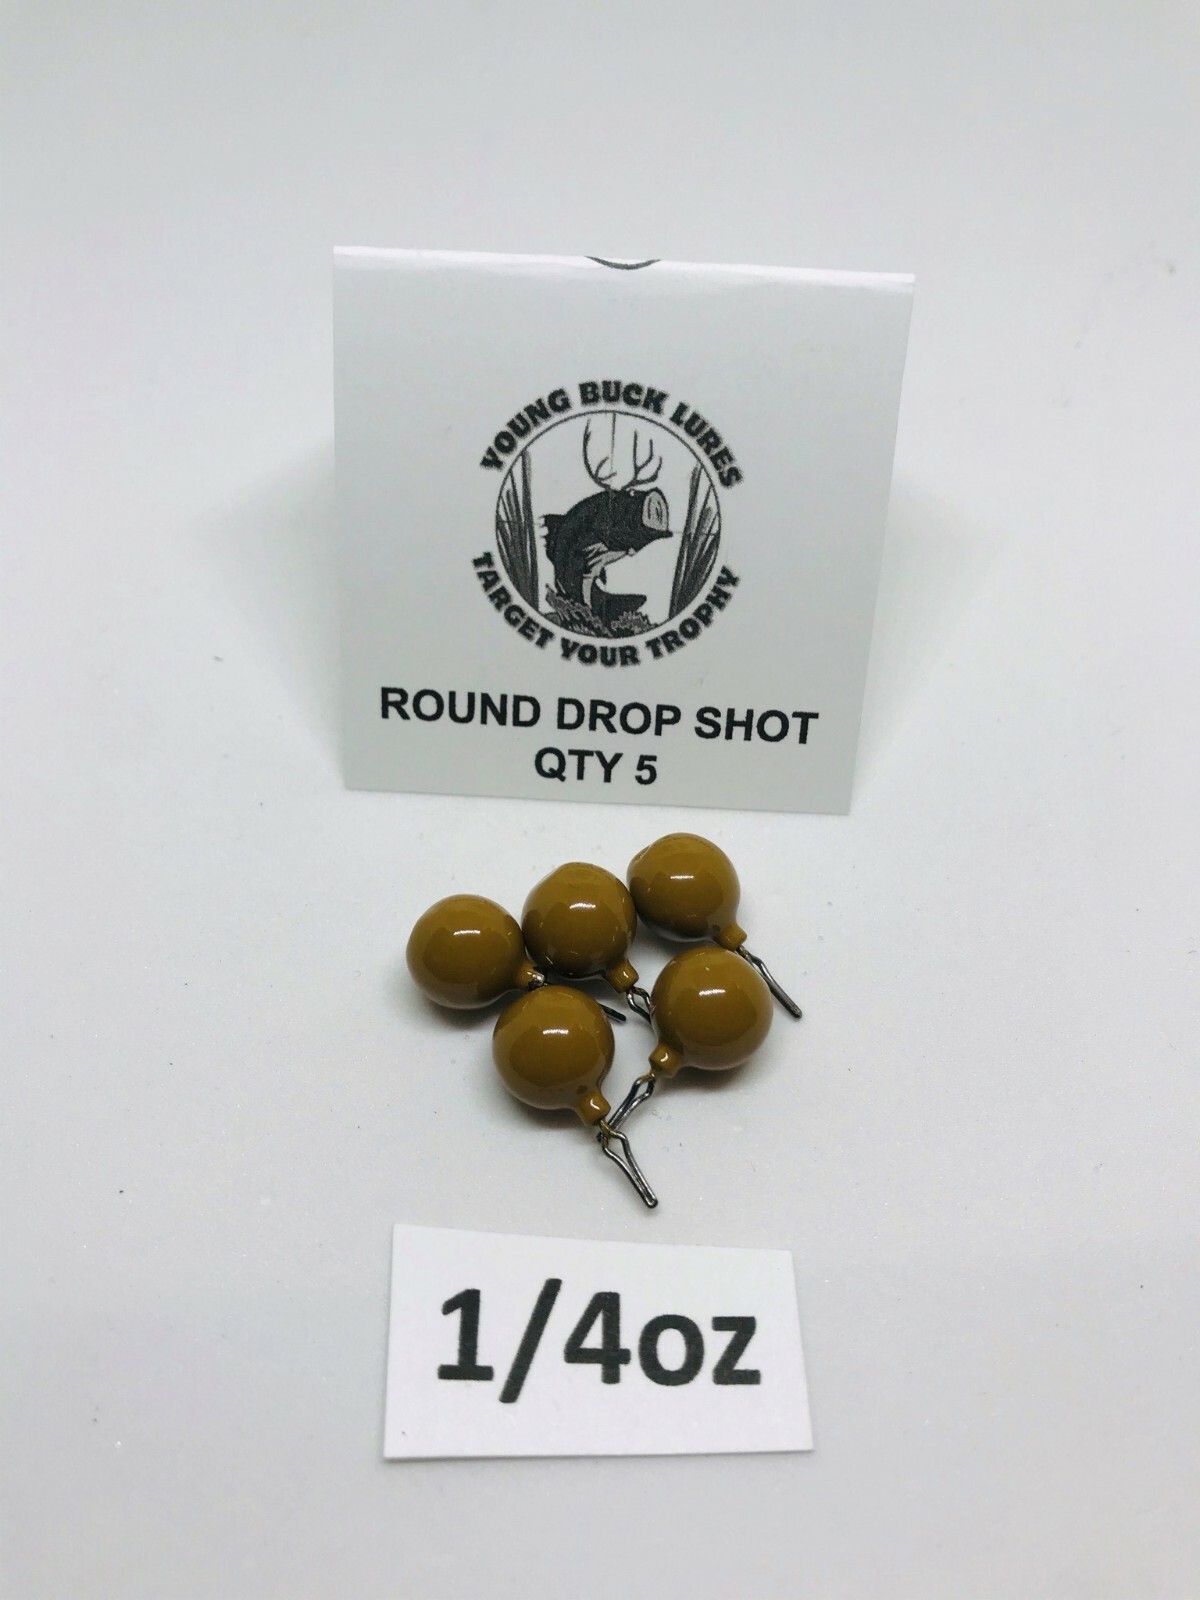 YOUNG BUCK LURES
TARGET YOUR TROPHY
ROUND DROP SHOT
QTY 5
1/4oz